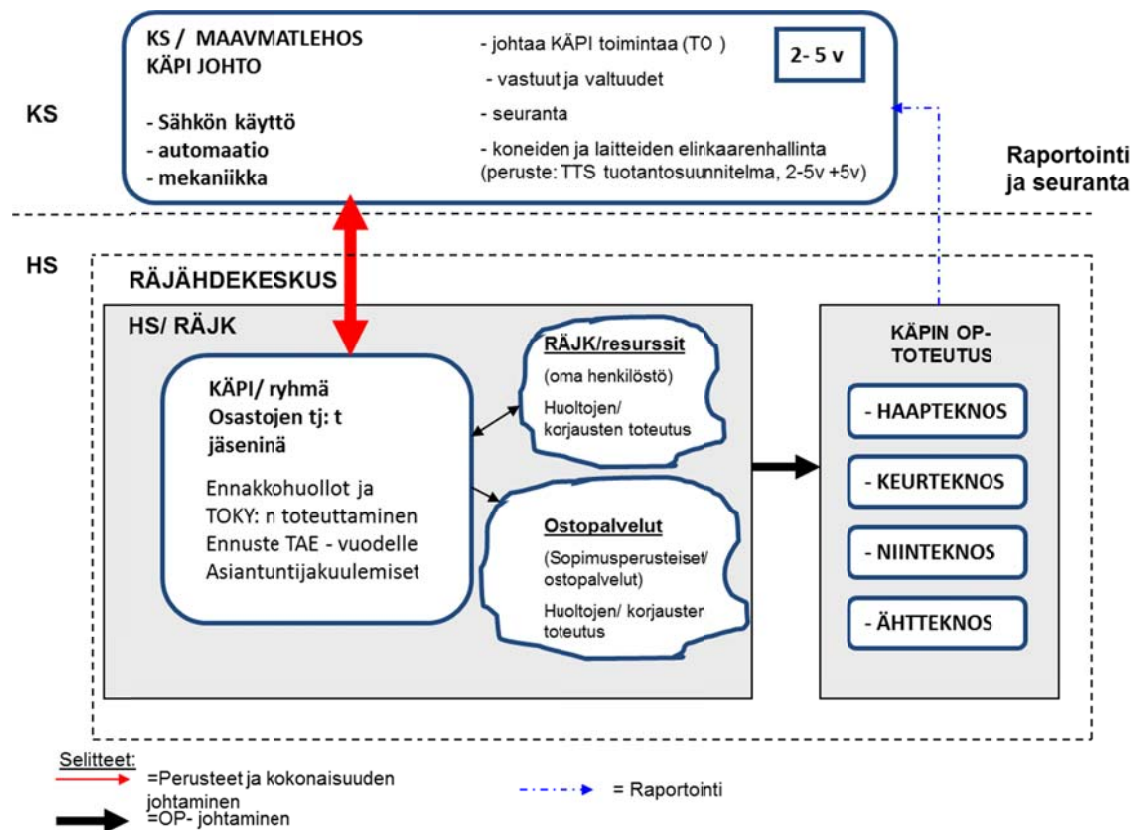 KS / MAAVMATLEHOS
KÄPI JOHTO
- Sähkön käyttö
- automaatio
- mekaniikka
- johtaa KÄPI toimintaa (TO )
- vastuut ja valtuudet
- seuranta
- koneiden ja laitteiden elinkaarenhallinta
(peruste: TTS tuotantosuunnitelma, 2-5v +5v)
2- 5 v
KS
Raportointi
ja seuranta
HS
RÄJÄHDEKESKUS
HS/ RÄJK
KÄPI/ ryhmä
Osastojen tj: t
jäseninä
Ennakkohuollot ja
TOKY: n toteuttaminen
Ennuste TAE - vuodelle
Asiantuntijakuulemiset
RÄJK/resurssit
(oma henkilöstö)
Huoltojen/
korjausten toteutus
Ostopalvelut
(Sopimusperusteiset/
ostopalvelut)
Huoltojen/ korjauster
toteutus
KÄPIN OP-
TOTEUTUS
- HAAPTEKNOS
- KEURTEKNOS
- NIINTEKNOS
- ÄHTTEKNOS
Selitteet:
=Perusteet ja kokonaisuuden
johtaminen
=OP- johtaminen
= Raportointi